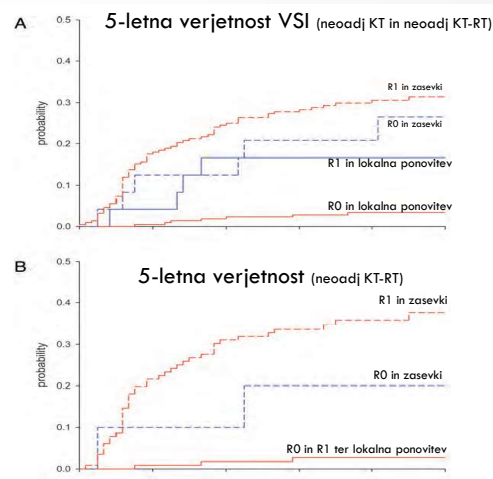 A
5-letna verjetnost VSI (neoadj KT in neoadj KT-RT)
0.5
0.4
0.3
0.2
0.1
0.0
probability
R1 in zasevki
R0 in zasevki
R1 in lokalna ponovitev
R0 in lokalna ponovitev
B
5-letna verjetnost (neoadj KT-RT)
0.5
0.4
0.3
0.2
0.1
0.0
probability
R1 in zasevki
R0 in zasevki
R0 in R1 ter lokalna ponovitev